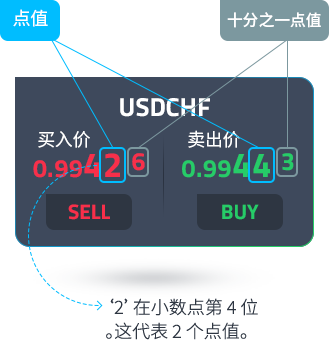 点值
十分之一点值
USDCHF
买入价
卖出价
0.99426
0.99443
SELL
BUY
‘2’ 在小数点第 4 位
。这代表 2 个点值。